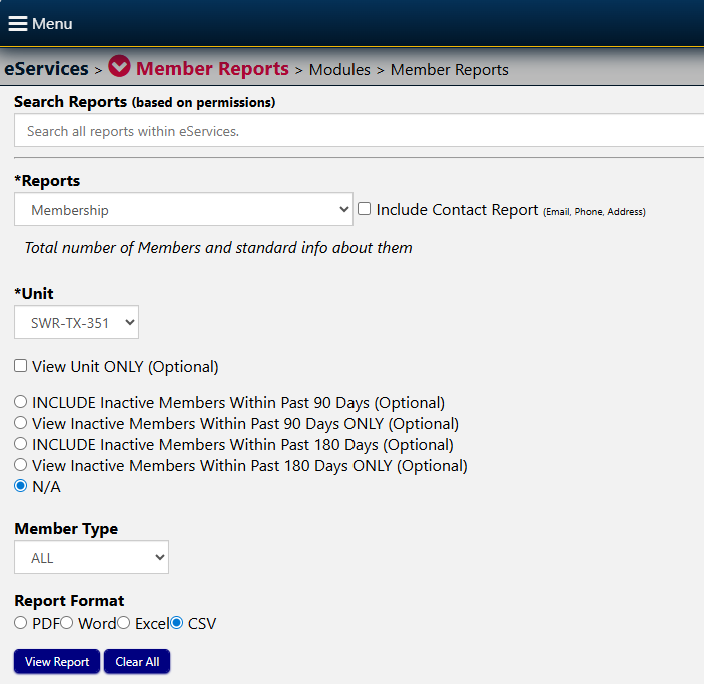 Menu
eServices > Member Reports > Modules > Member Reports
Search Reports (based on permissions)
Search all reports within eServices.
*Reports
Membership Include Contact Report (Email, Phone, Address)
Total number of Members and standard info about them
*Unit
SWR-TX-351
View Unit ONLY (Optional)
INCLUDE Inactive Members Within Past 90 Days (Optional)
View Inactive Members Within Past 90 Days ONLY (Optional)
INCLUDE Inactive Members Within Past 180 Days (Optional)
View Inactive Members Within Past 180 Days ONLY (Optional)
N/A
Member Type
ALL
Report Format
PDF Word Excel CSV
View Report Clear All